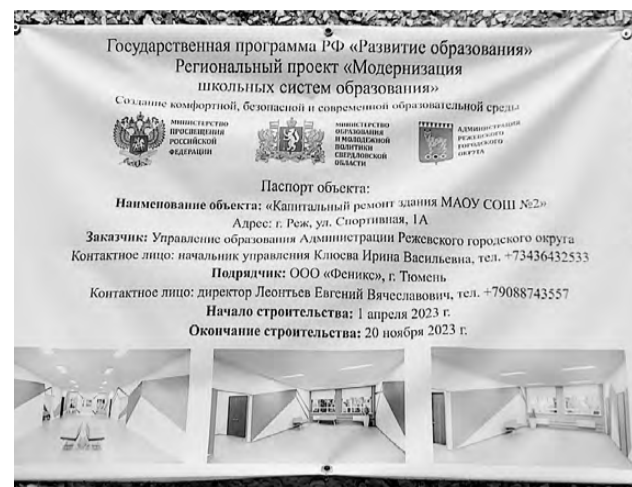 Государственная программа РФ «Развитие образования»
Региональный проект «Модернизация
школьных систем образования»
Создание комфортной, безопасной и современной образовательной среды
МИНИСТЕРСТВО
ПРОСВЕЩЕНИЯ
РОССИЙСКОЙ
ФЕДЕРАЦИИ
МИНИСТЕРСТВО
ОБРАЗОВАНИЯ
И МОЛОДЕЖНОЙ
ПОЛИТИКИ
СВЕРДЛОВСКОЙ
ОБЛАСТИ
АДМИНИСТРАЦИЯ
РЕЖЕВСКОГО
ГОРОДСКОГО
ОКРУГА
Паспорт объекта:
Наименование объекта: «Капитальный ремонт здания МАОУ СОШ №2»
Адрес: г. Реж, ул. Спортивная, 1А
Заказчик: Управление образования Администрации Режевского городского округа
Контактное лицо: начальник управления Клюева Ирина Васильевна, тел. +73436432533
Подрядчик: ООО «Феникс», г. Тюмень
Контактное лицо: директор Леонтьев Евгений Вячеславович, тел. +79088743557
Начало строительства: 1 апреля 2023 г.
Окончание строительства: 20 ноября 2023 г.